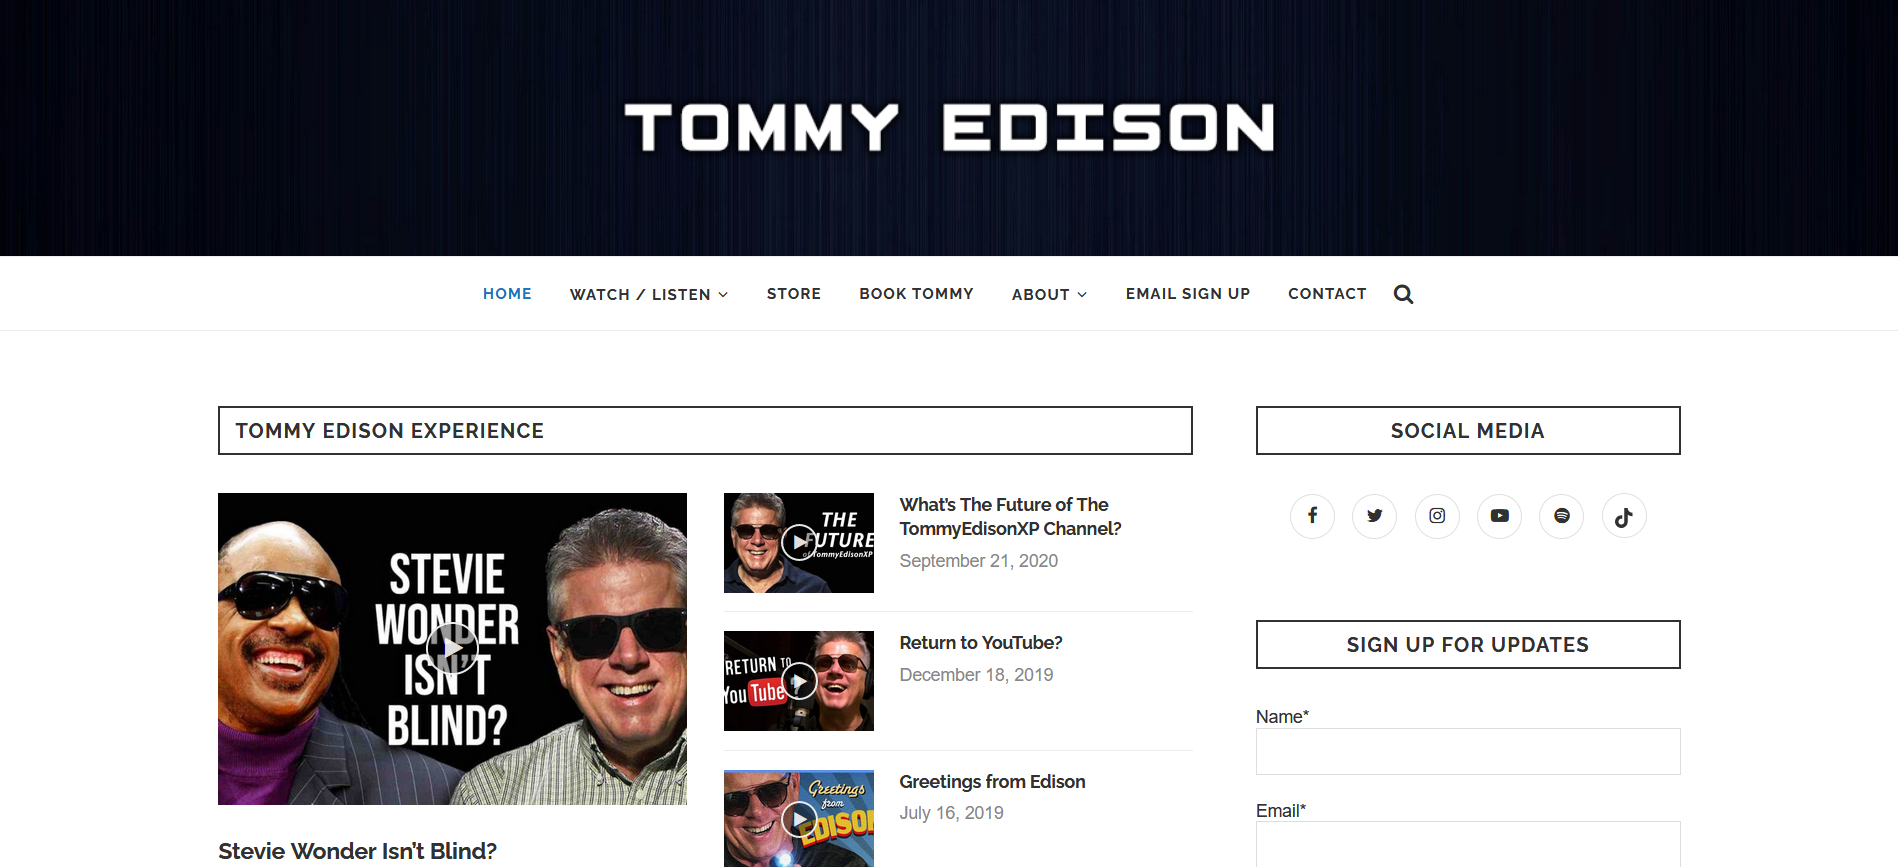 TOMMY EDISON
HOME
WATCH / LISTEN
STORE
BOOK TOMMY
ABOUT
EMAIL SIGN UP
CONTACT
TOMMY EDISON EXPERIENCE
STEVIE
WONDER
ISN'T
BLIND?
Stevie Wonder Isn’t Blind?
THE
FUTURE
of TommyEdisonXP
What’s The Future of The
TommyEdisonXP Channel?
September 21, 2020
RETURN TO
You Tube?
Return to YouTube?
December 18, 2019
Greetings
from
EDISON
Greetings from Edison
July 16, 2019
SOCIAL MEDIA
SIGN UP FOR UPDATES
Name*
Email*